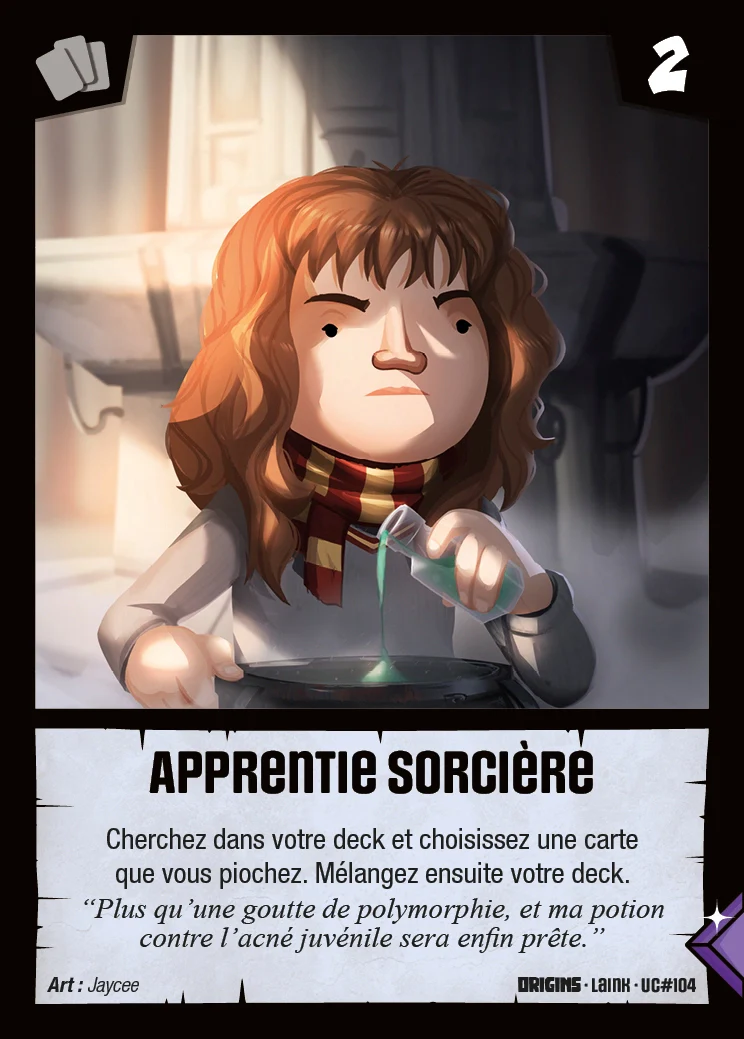 2
APPRENTIE SORCIÈRE
Cherchez dans votre deck et choisissez une carte
que vous piochez. Mélangez ensuite votre deck.
“Plus qu’une goutte de polymorphie, et ma potion
contre l’acné juvénile sera enfin prête.”
Art : Jaycee
ORIGINS · LAINK · UC#104